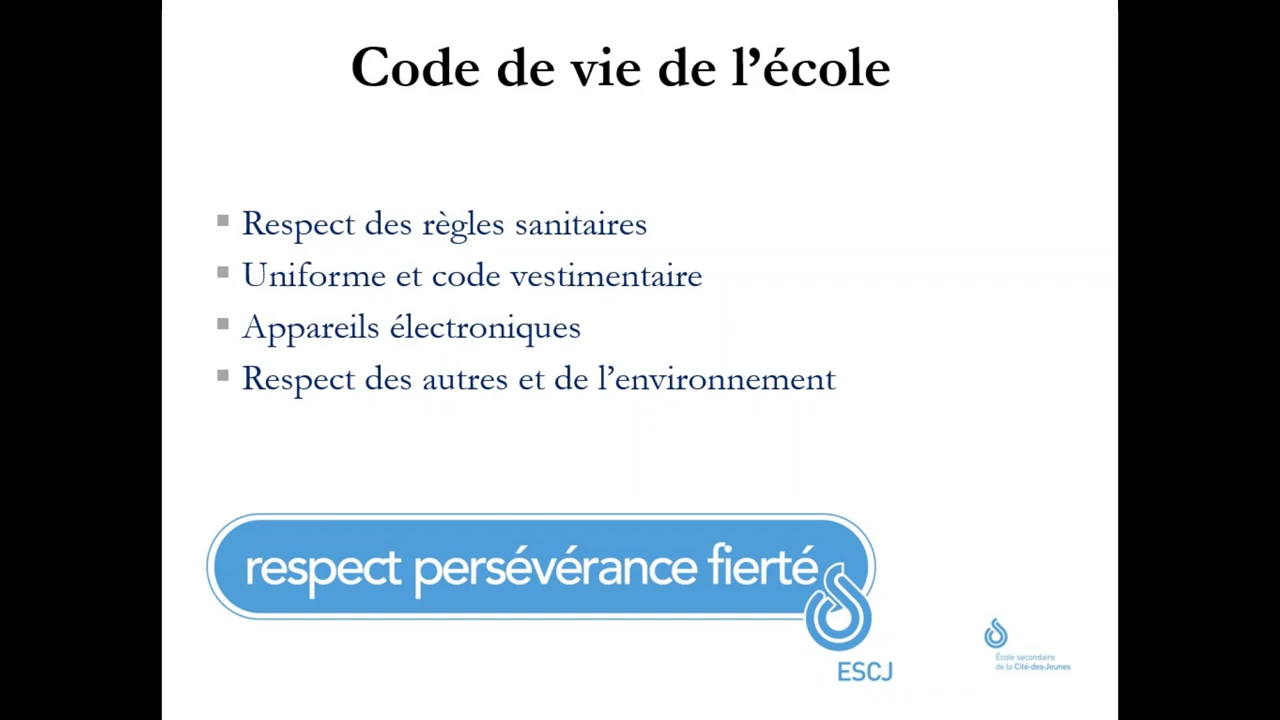 Code de vie de l’école
Respect des règles sanitaires
Uniforme et code vestimentaire
Appareils électroniques
Respect des autres et de l’environnement
respect persévérance fierté
ESCJ
École secondaire
de la Cité-des-Jeunes